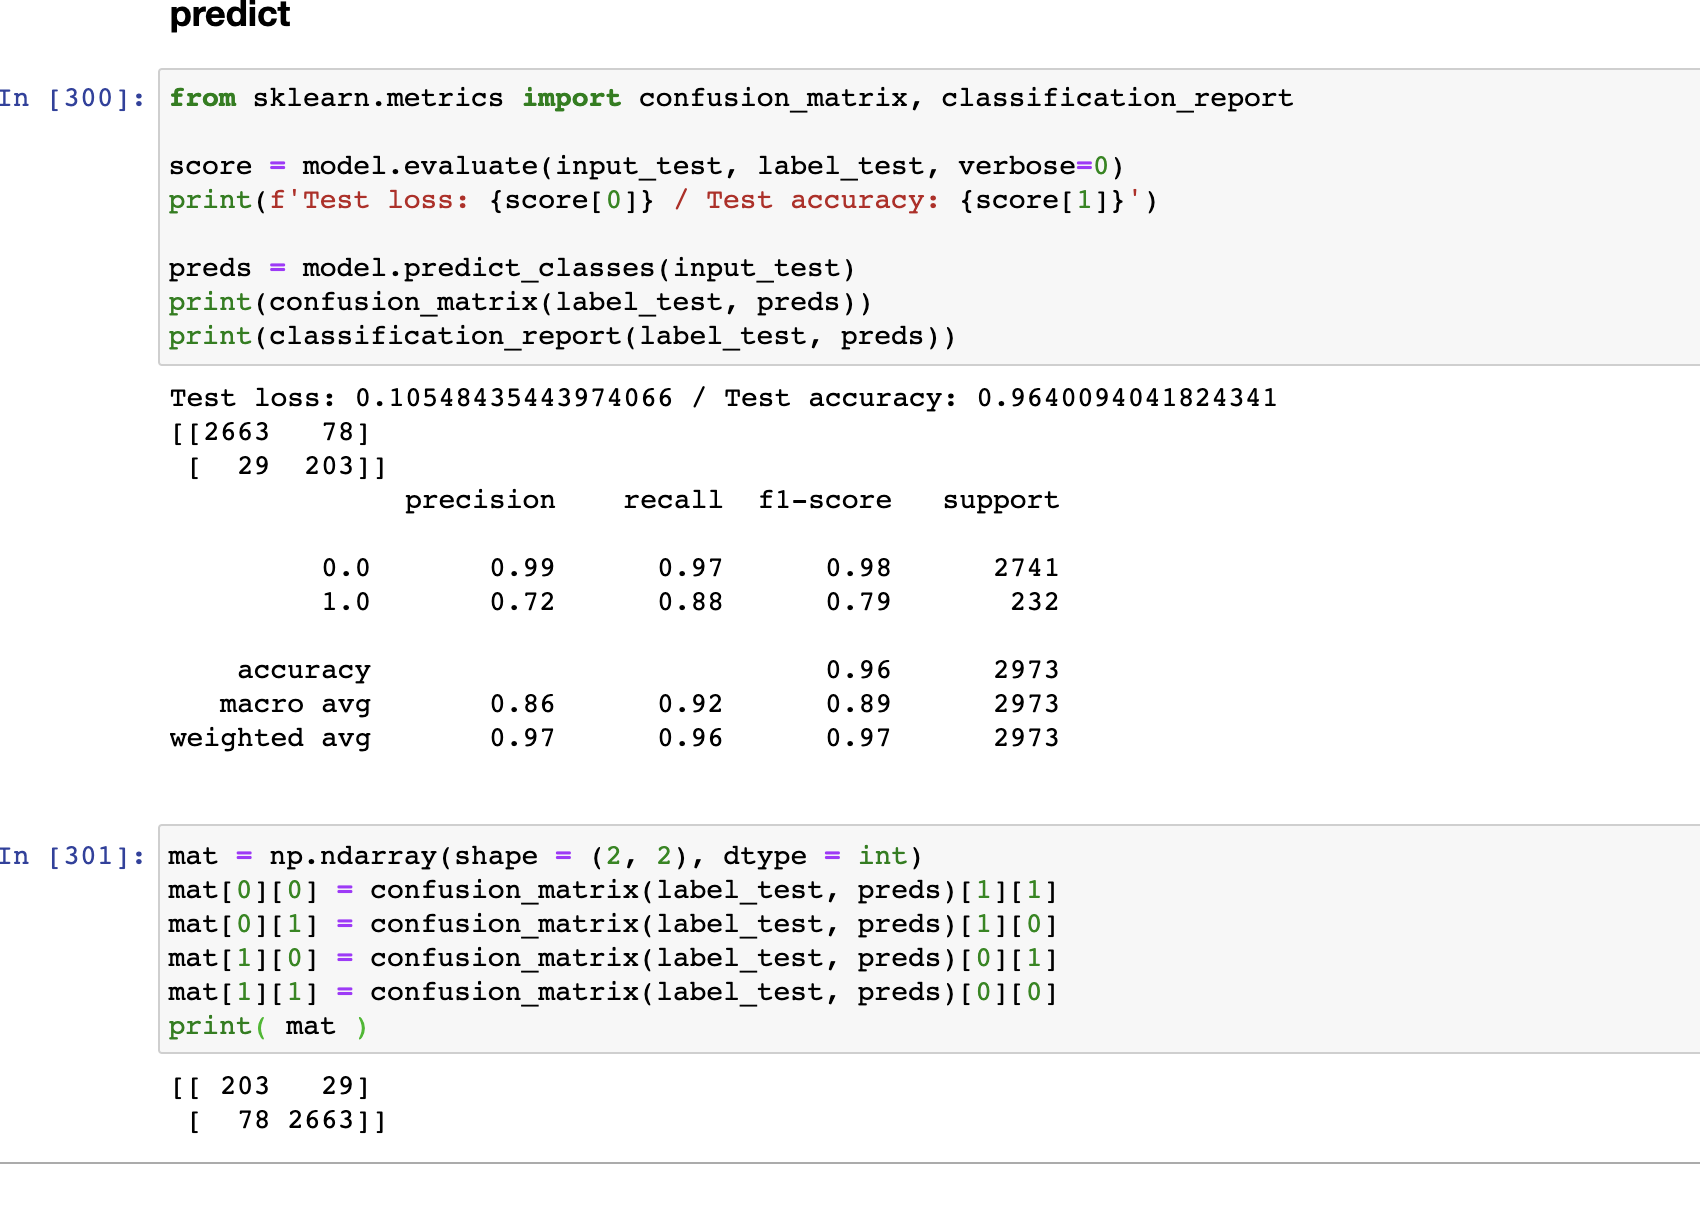 predict
In [300]:
from sklearn.metrics import confusion_matrix, classification_report
score = model.evaluate(input_test, label_test, verbose=0)
print(f'Test loss: {score[0]} / Test accuracy: {score[1]}')
preds = model.predict_classes(input_test)
print(confusion_matrix(label_test, preds))
print(classification_report(label_test, preds))
Test loss: 0.10548435443974066 / Test accuracy: 0.9640094041824341
[[2663   78]
 [  29  203]]
              precision    recall  f1-score   support
         0.0       0.99      0.97      0.98      2741
         1.0       0.72      0.88      0.79       232
    accuracy                           0.96      2973
   macro avg       0.86      0.92      0.89      2973
weighted avg       0.97      0.96      0.97      2973
In [301]:
mat = np.ndarray(shape = (2, 2), dtype = int)
mat[0][0] = confusion_matrix(label_test, preds)[1][1]
mat[0][1] = confusion_matrix(label_test, preds)[1][0]
mat[1][0] = confusion_matrix(label_test, preds)[0][1]
mat[1][1] = confusion_matrix(label_test, preds)[0][0]
print( mat )
[[ 203   29]
 [  78 2663]]